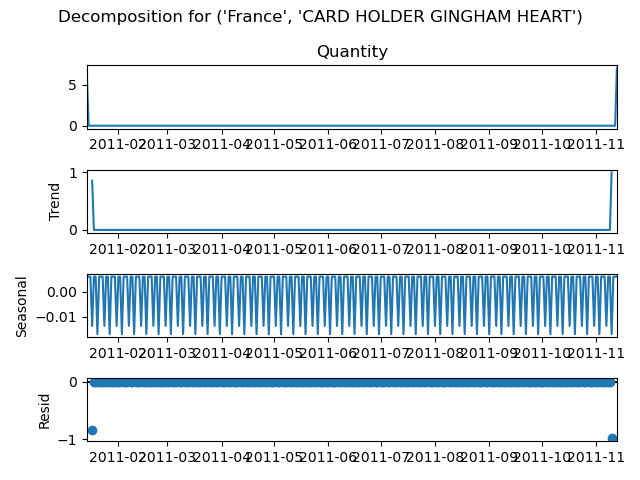 Decomposition for ('France', 'CARD HOLDER GINGHAM HEART')
Quantity
5
0
2011-02 2011-03 2011-04 2011-05 2011-06 2011-07 2011-08 2011-09 2011-10 2011-11
Trend
1
0
2011-02 2011-03 2011-04 2011-05 2011-06 2011-07 2011-08 2011-09 2011-10 2011-11
Seasonal
0.00
−0.01
2011-02 2011-03 2011-04 2011-05 2011-06 2011-07 2011-08 2011-09 2011-10 2011-11
Resid
0
−1
2011-02 2011-03 2011-04 2011-05 2011-06 2011-07 2011-08 2011-09 2011-10 2011-11